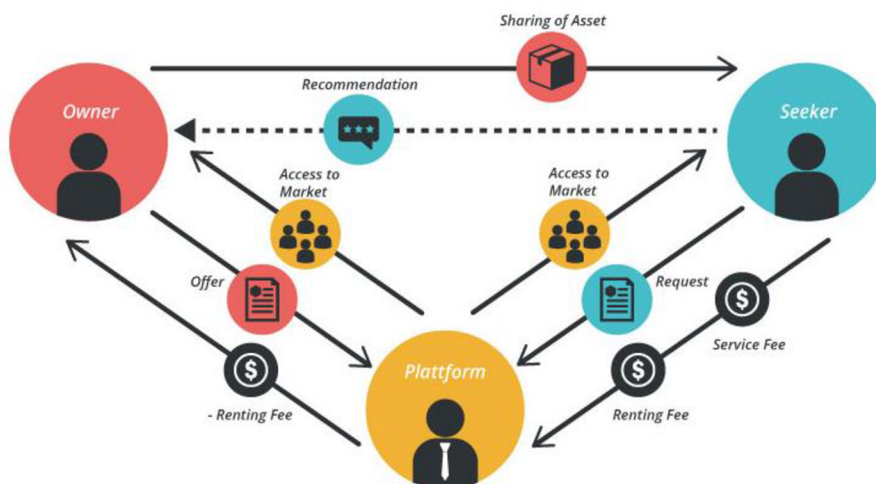 Sharing of Asset
Recommendation
Owner
Seeker
Access to
Market
Access to
Market
Offer
Request
Service Fee
Plattform
- Renting Fee
Renting Fee